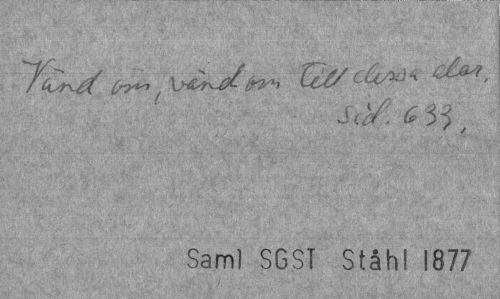 Vänd om, vänd om till dessa dar,
sid. 633,
Saml SGST Ståhl 1877